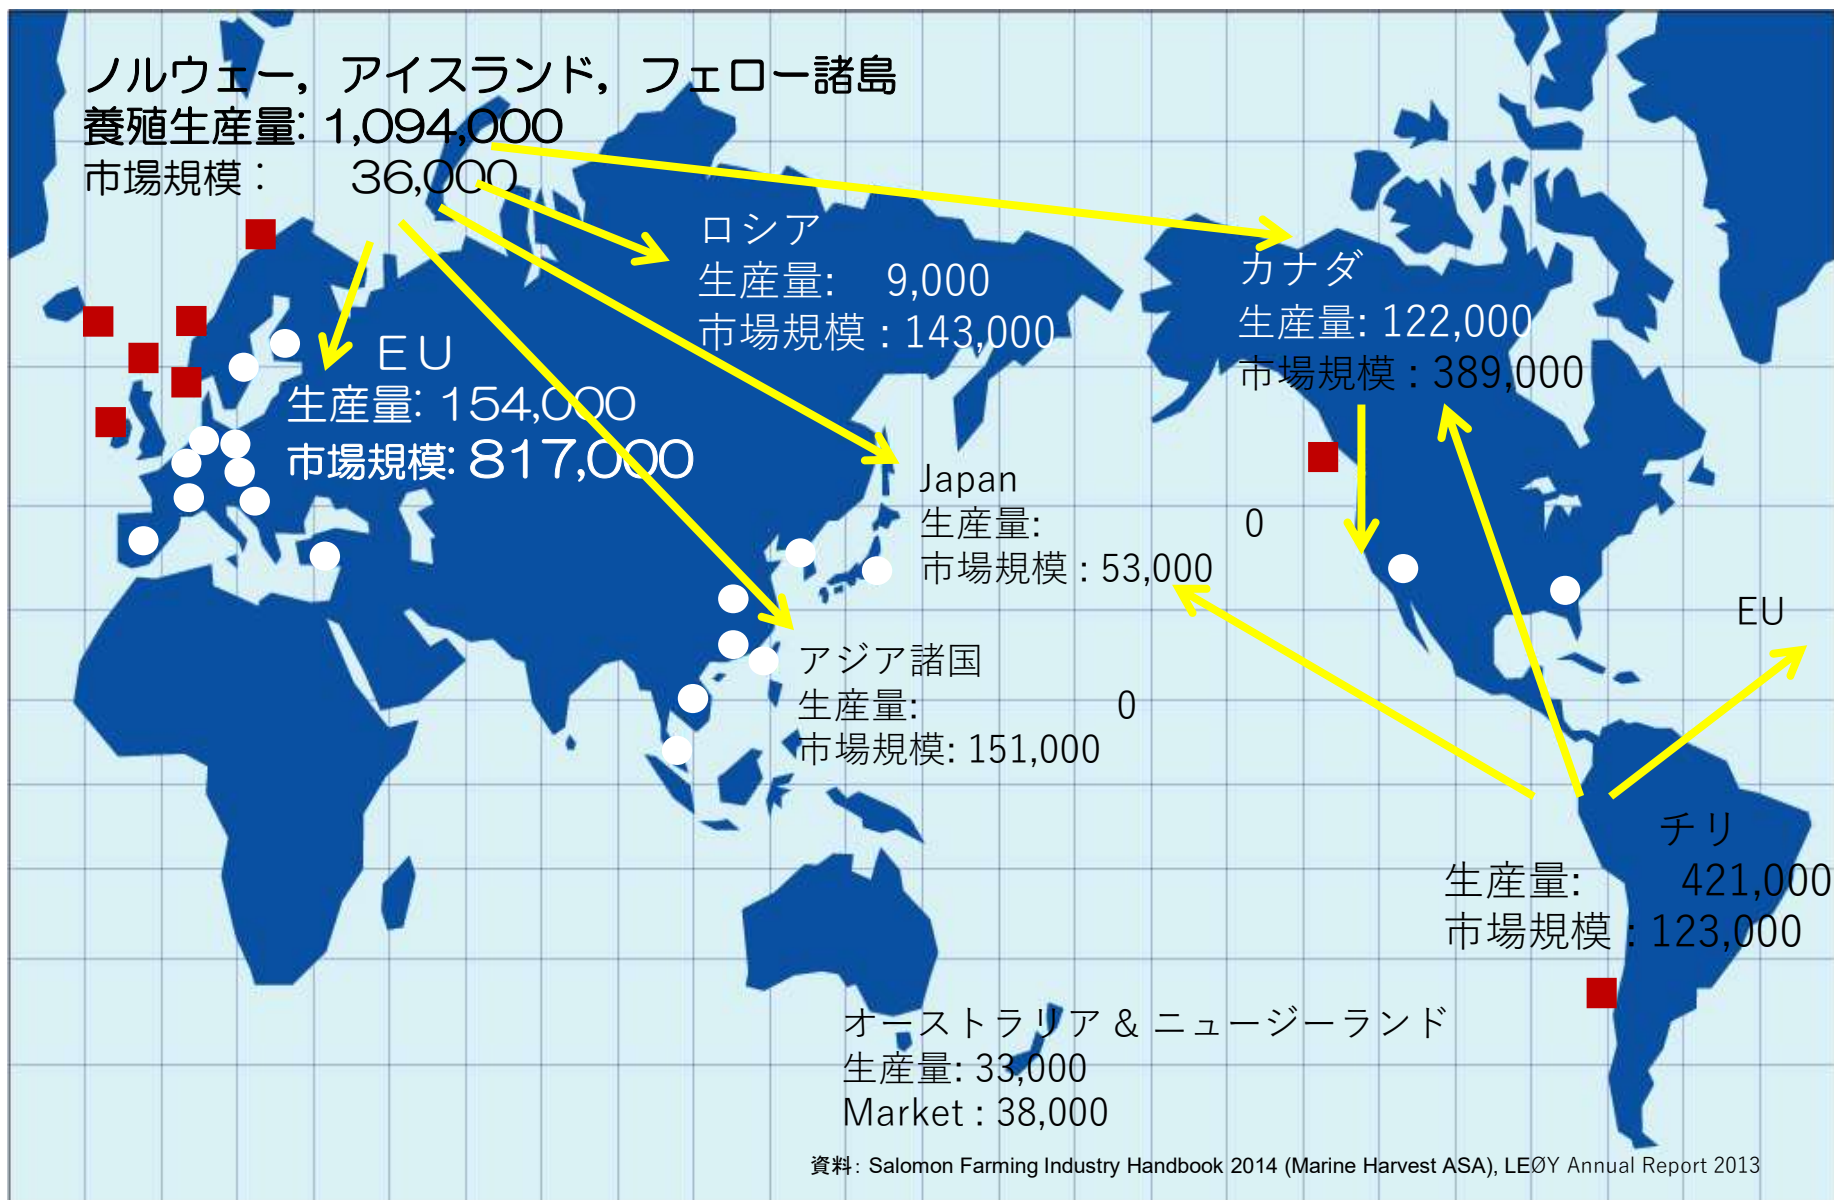 ノルウェー，アイスランド，フェロー諸島
養殖生産量: 1,094,000
市場規模： 36,000
ロシア
生産量: 9,000
市場規模 : 143,000
カナダ
生産量: 122,000
市場規模 : 389,000
ＥＵ
生産量: 154,000
市場規模: 817,000
Japan
生産量: 0
市場規模 : 53,000
EU
アジア諸国
生産量: 0
市場規模: 151,000
チリ
生産量: 421,000
市場規模 : 123,000
オーストラリア & ニュージーランド
生産量: 33,000
Market : 38,000
資料: Salomon Farming Industry Handbook 2014 (Marine Harvest ASA), LEØY Annual Report 2013